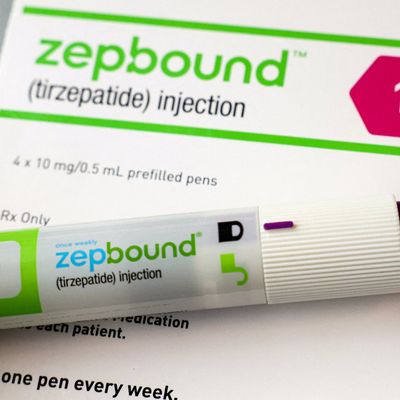 zepbound™
(tirzepatide) injection
4 x 10 mg/0.5 mL prefilled pens
Rx Only
once weekly
zepbound®
(tirzepatide) injection
medication
each patient.
one pen every week.